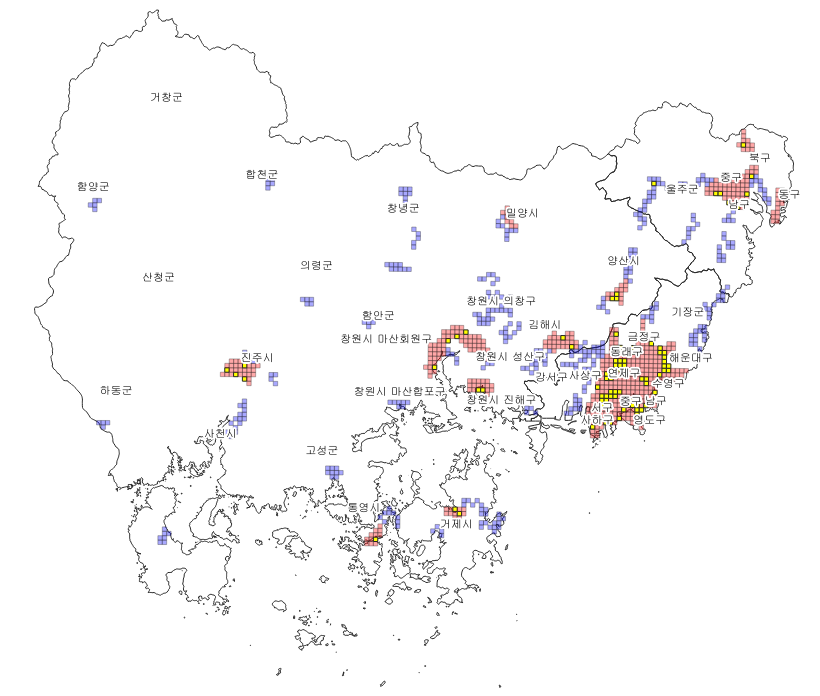 거창군
북구
중구
함양군
합천군
울주군
동구
남구
창녕군
밀양시
양산시
의령군
산청군
창원시 의창구
기장군
함안군
김해시
창원시 마산회원구
금정구
동래구
진주시
창원시 성산구
해운대구
강서구
사상구
연제구
수영구
하동군
창원시 마산합포구
창원시 진해구
중구
남구
서구
사하구
영도구
사천시
고성군
통영시
거제시